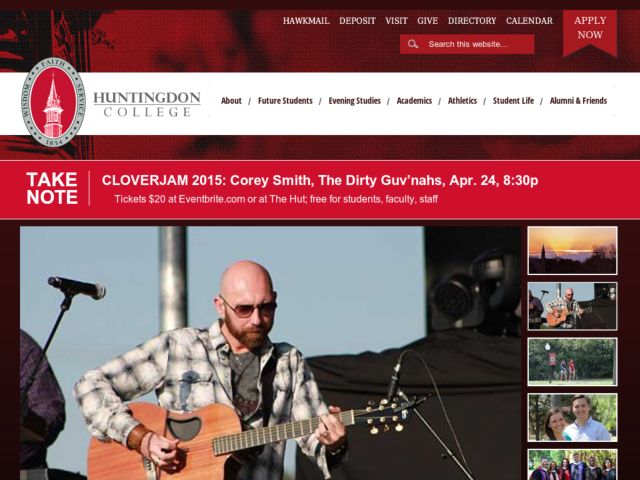 HAWKMAIL DEPOSIT VISIT GIVE DIRECTORY CALENDAR
APPLY
NOW
Search this website...
WISDOM FAITH SERVICE
1854
HUNTINGDON
COLLEGE
About / Future Students / Evening Studies / Academics / Athletics / Student Life / Alumni & Friends
TAKE
NOTE
CLOVERJAM 2015: Corey Smith, The Dirty Guv'nahs, Apr. 24, 8:30p
Tickets $20 at Eventbrite.com or at The Hut; free for students, faculty, staff